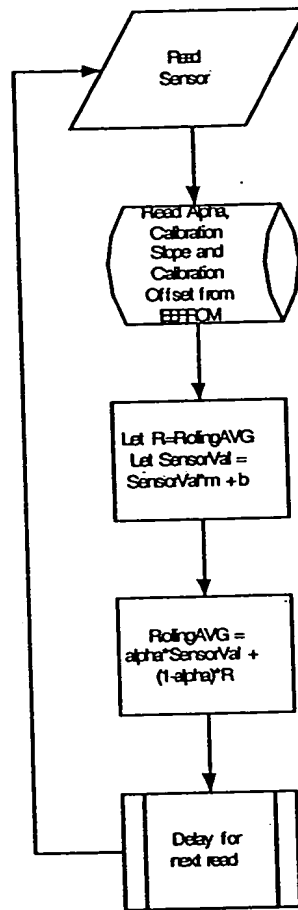 Read
Sensor
Read Alpha,
Calibration
Slope and
Calibration
Offset from
EEPROM
Let R=RollingAVG
Let SensorVal =
SensorVal*m + b
RollingAVG =
alpha*SensorVal +
(1-alpha)*R
Delay for
next read